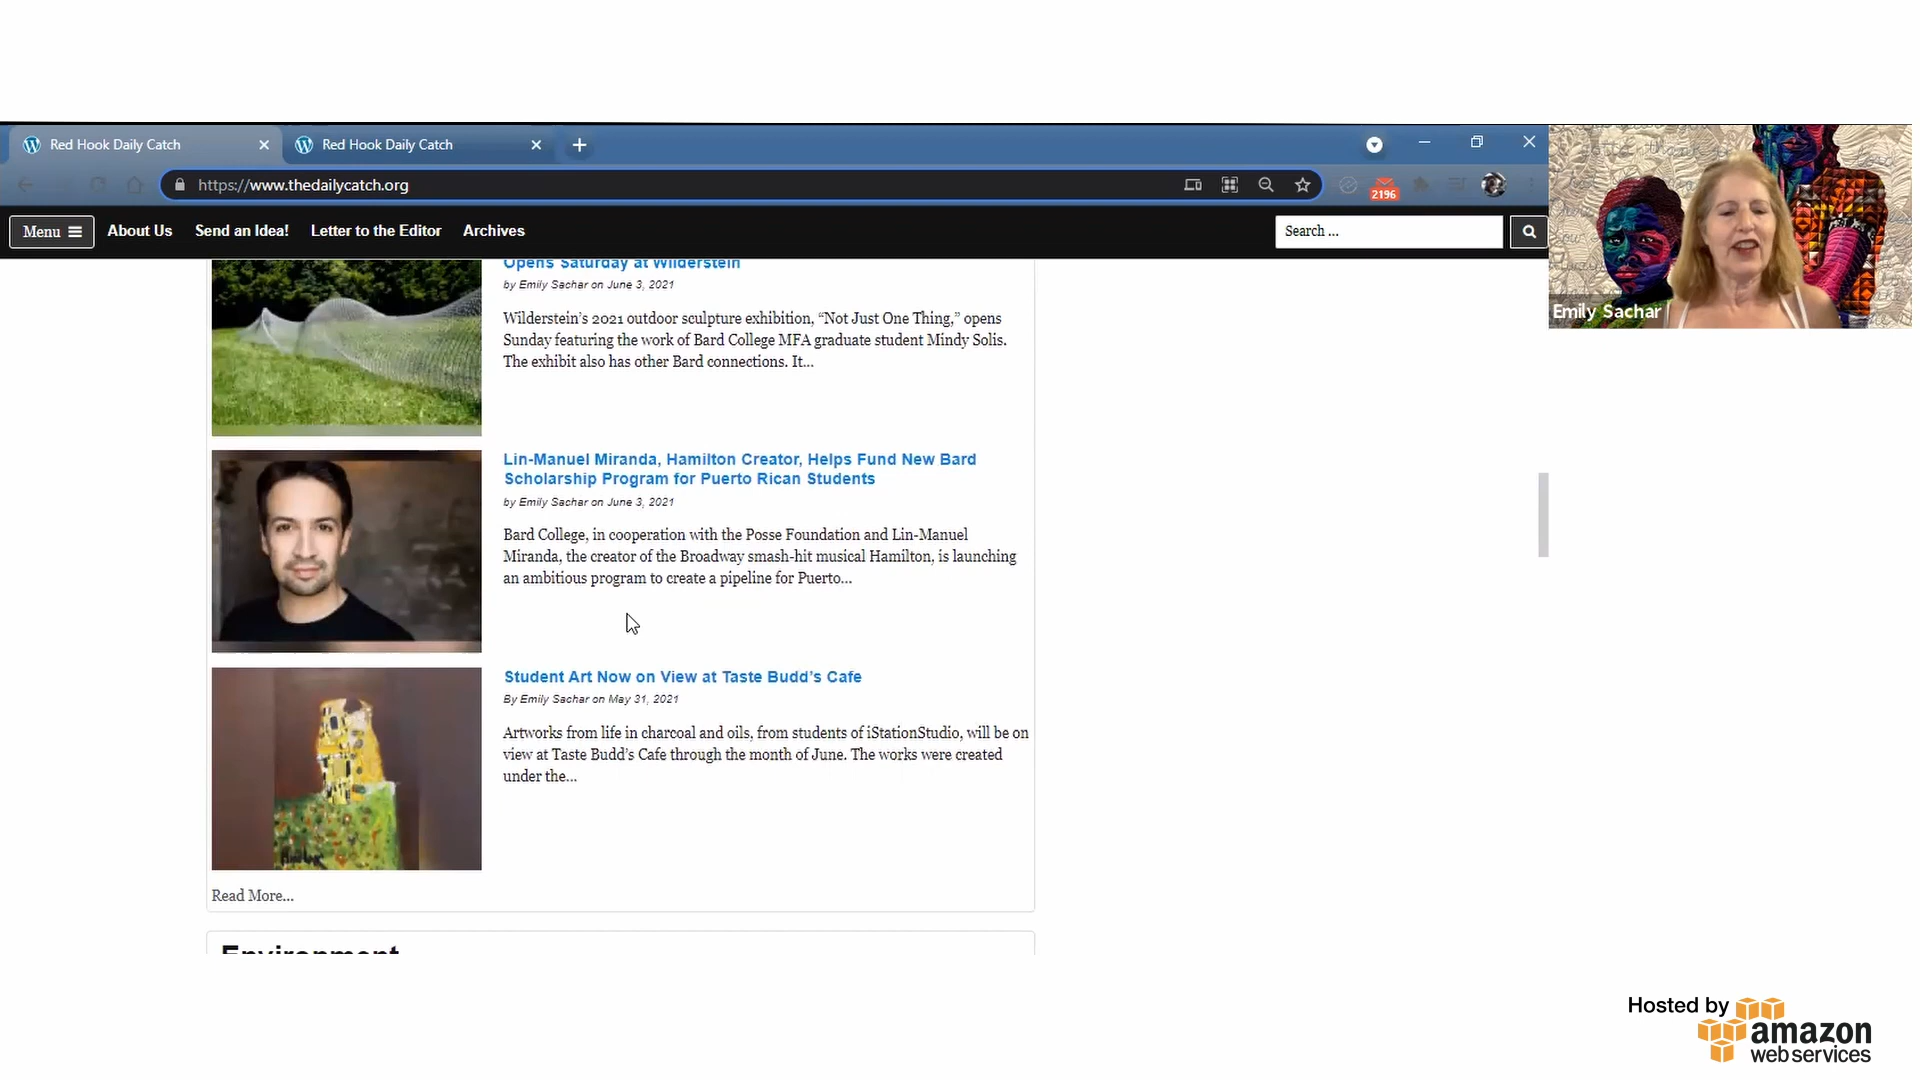 Red Hook Daily Catch
Red Hook Daily Catch
https://www.thedailycatch.org
2196
Menu
About Us
Send an Idea!
Letter to the Editor
Archives
Search ...
Emily Sachar
Opens Saturday at Wilderstein
by Emily Sachar on June 3, 2021
Wilderstein's 2021 outdoor sculpture exhibition, “Not Just One Thing,” opens
Sunday featuring the work of Bard College MFA graduate student Mindy Solis.
The exhibit also has other Bard connections. It...
Lin-Manuel Miranda, Hamilton Creator, Helps Fund New Bard
Scholarship Program for Puerto Rican Students
by Emily Sachar on June 3, 2021
Bard College, in cooperation with the Posse Foundation and Lin-Manuel
Miranda, the creator of the Broadway smash-hit musical Hamilton, is launching
an ambitious program to create a pipeline for Puerto...
Student Art Now on View at Taste Budd’s Cafe
By Emily Sachar on May 31, 2021
Artworks from life in charcoal and oils, from students of iStationStudio, will be on
view at Taste Budd’s Cafe through the month of June. The works were created
under the...
Read More...
Environment
Hosted by
amazon
web services